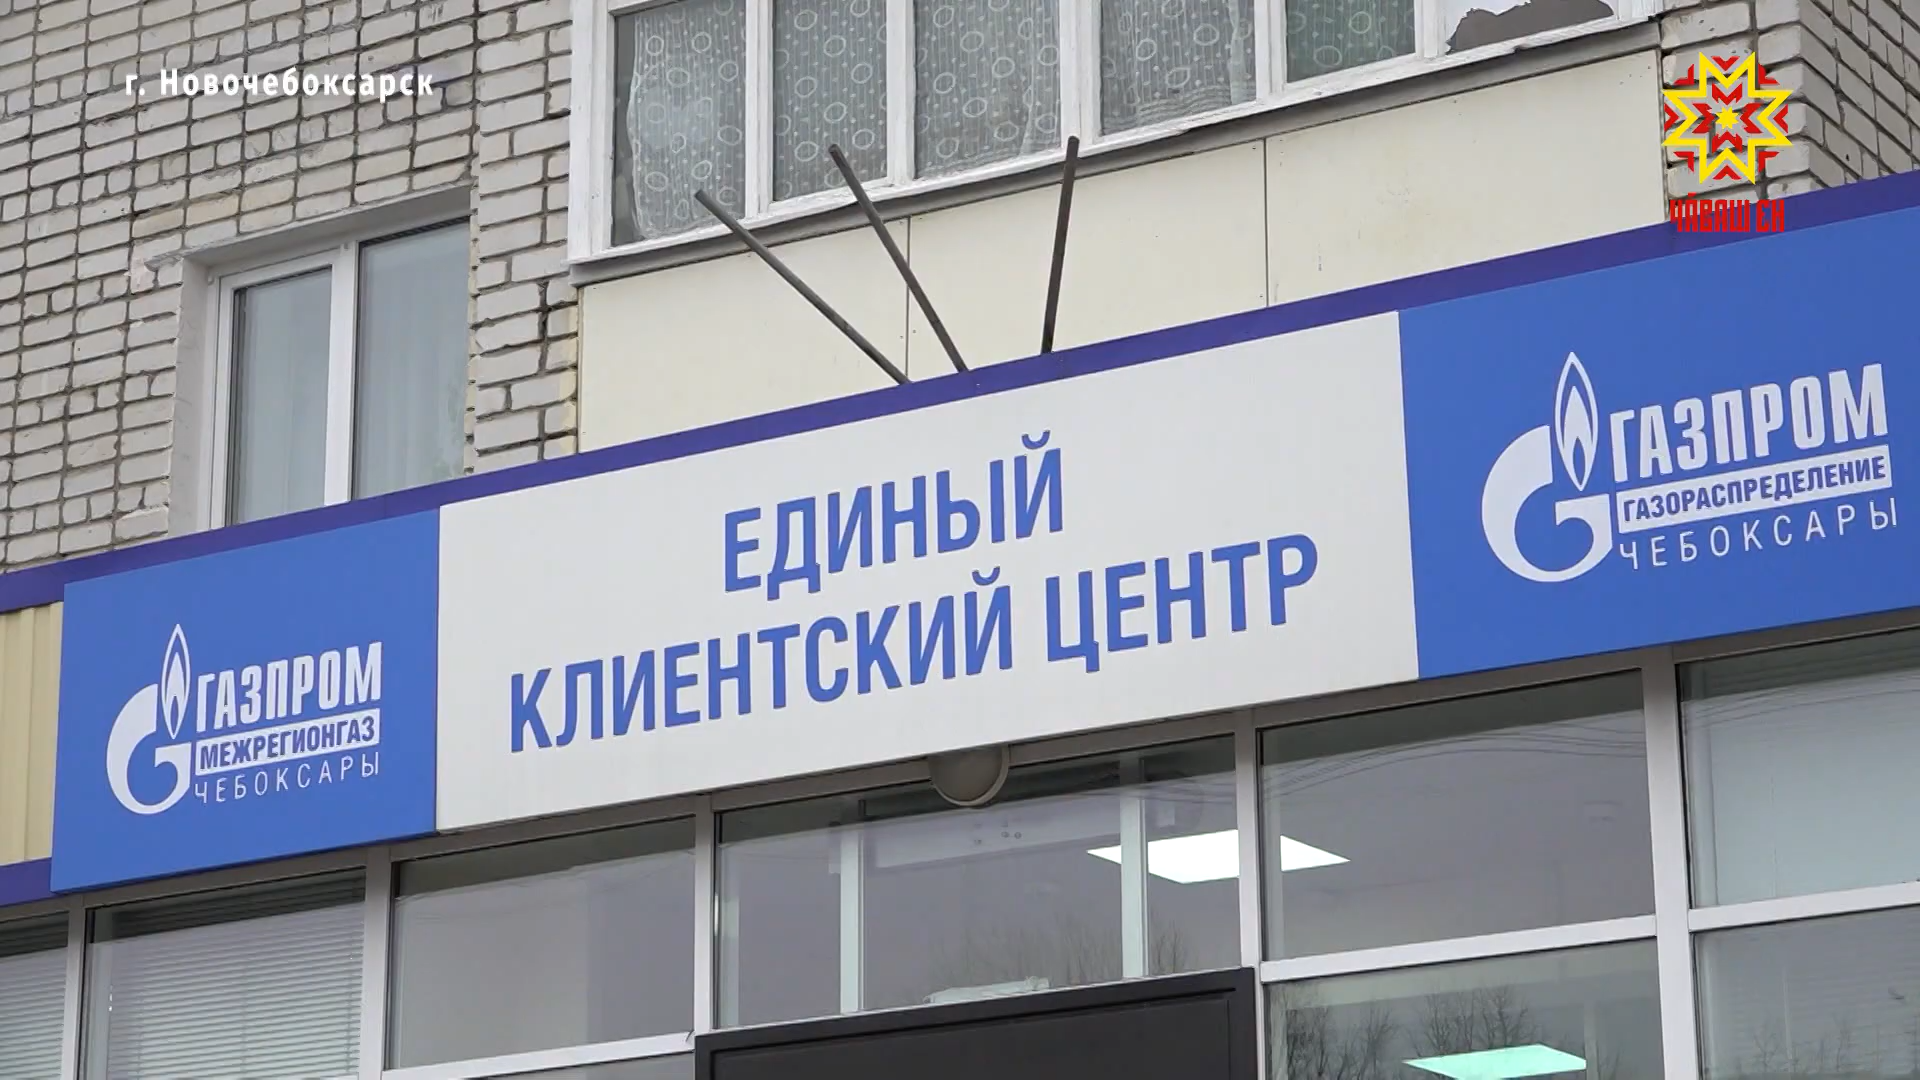 г. Новочебоксарск
ЧӐВАШ ЕН
ЕДИНЫЙ
КЛИЕНТСКИЙ ЦЕНТР
ГАЗПРОМ
ГАЗОРАСПРЕДЕЛЕНИЕ
ЧЕБОКСАРЫ
ГАЗПРОМ
МЕЖРЕГИОНГАЗ
ЧЕБОКСАРЫ